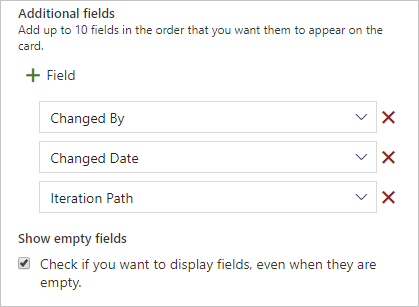 Additional fields
Add up to 10 fields in the order that you want them to appear on the
card.
Field
Changed By
Changed Date
Iteration Path
Show empty fields
Check if you want to display fields, even when they are
empty.